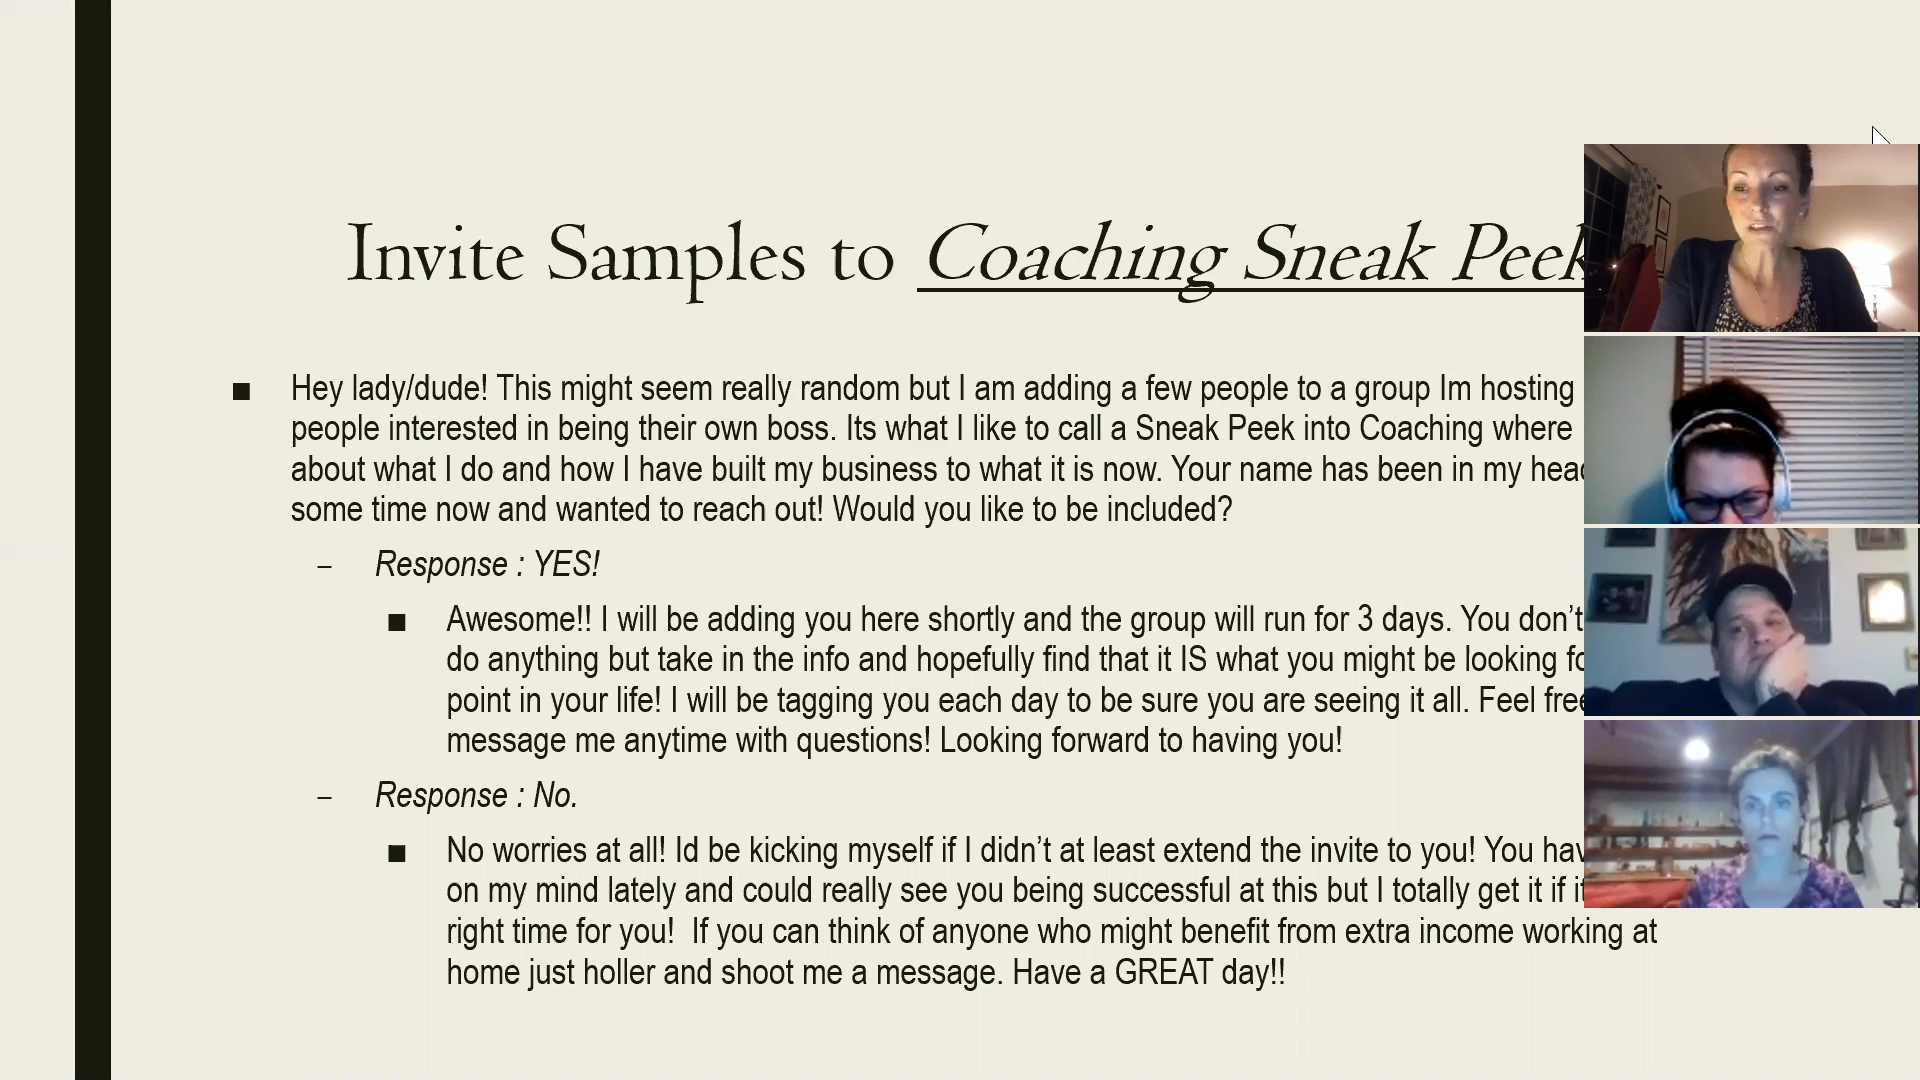 Invite Samples to Coaching Sneak Peek
■ Hey lady/dude! This might seem really random but I am adding a few people to a group Im hosting
people interested in being their own boss. Its what I like to call a Sneak Peek into Coaching where
about what I do and how I have built my business to what it is now. Your name has been in my
some time now and wanted to reach out! Would you like to be included?
– Response : YES!
■ Awesome!! I will be adding you here shortly and the group will run for 3 days. You don’t
do anything but take in the info and hopefully find that it IS what you might be looking
point in your life! I will be tagging you each day to be sure you are seeing it all. Feel free
message me anytime with questions! Looking forward to having you!
– Response : No.
■ No worries at all! Id be kicking myself if I didn’t at least extend the invite to you! You
on my mind lately and could really see you being successful at this but I totally get it if
right time for you!  If you can think of anyone who might benefit from extra income working at
home just holler and shoot me a message. Have a GREAT day!!